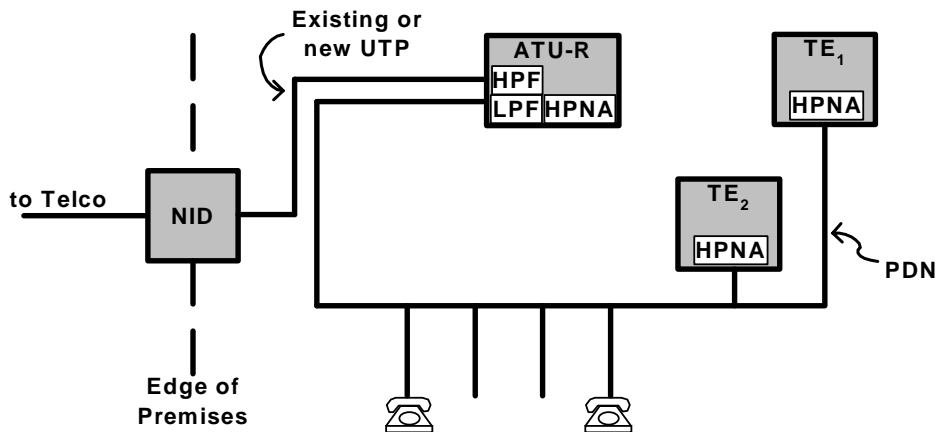 Existing or
new UTP
ATU-R
HPF
LPF HPNA
TE1
HPNA
to Telco
NID
TE2
HPNA
PDN
Edge of
Premises